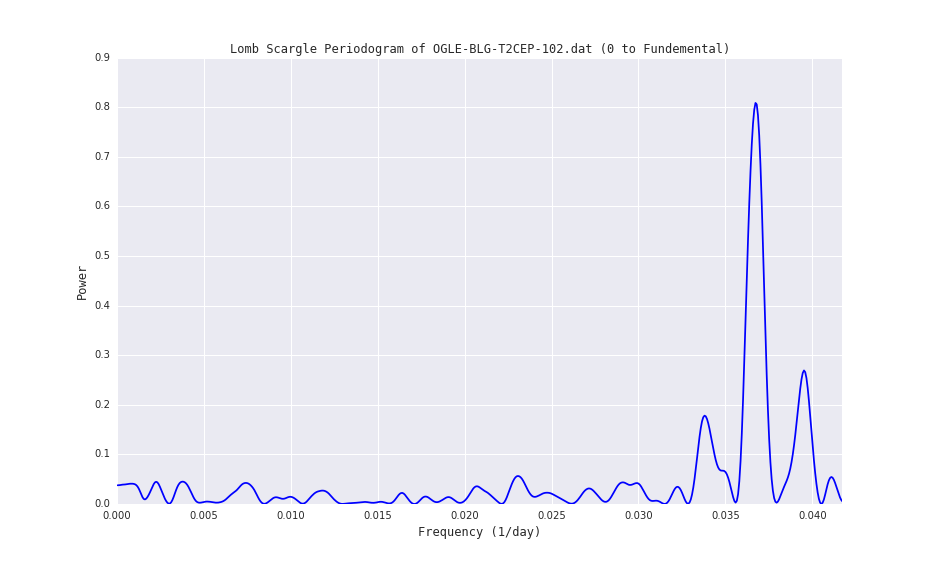 Lomb Scargle Periodogram of OGLE-BLG-T2CEP-102.dat (0 to Fundemental)
0.9
0.8
0.7
0.6
0.5
0.4
0.3
0.2
0.1
0.0
Power
0.000 0.005 0.010 0.015 0.020 0.025 0.030 0.035 0.040
Frequency (1/day)